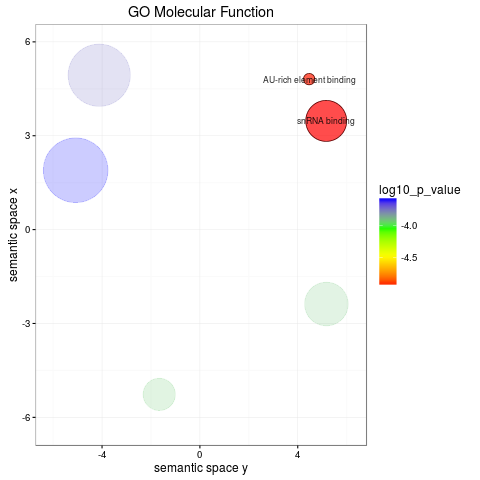 GO Molecular Function
6
3
0
-3
-6
semantic space x
AU-rich element binding
snRNA binding
-4
0
4
semantic space y
log10_p_value
-4.0
-4.5